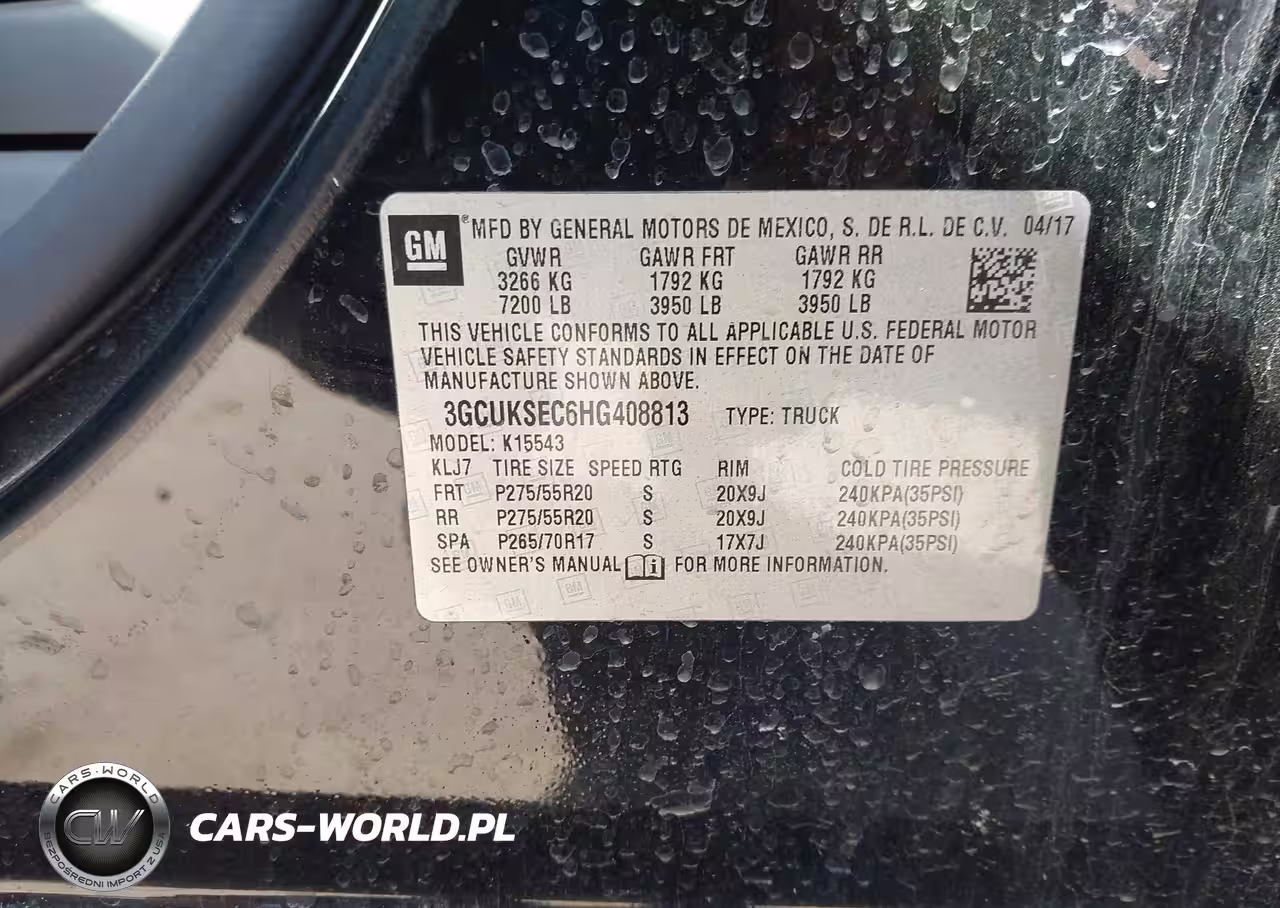 GM ® MFD BY GENERAL MOTORS DE MEXICO, S. DE R.L. DE C.V. 04/17
GVWR GAWR FRT GAWR RR
3266 KG 1792 KG 1792 KG
7200 LB 3950 LB 3950 LB
THIS VEHICLE CONFORMS TO ALL APPLICABLE U.S. FEDERAL MOTOR
VEHICLE SAFETY STANDARDS IN EFFECT ON THE DATE OF
MANUFACTURE SHOWN ABOVE.
3GCUKSEC6HG408813 TYPE: TRUCK
MODEL: K15543
KLJ7 TIRE SIZE SPEED RTG RIM COLD TIRE PRESSURE
FRT P275/55R20 S 20X9J 240KPA(35PSI)
RR P275/55R20 S 20X9J 240KPA(35PSI)
SPA P265/70R17 S 17X7J 240KPA(35PSI)
SEE OWNER'S MANUAL FOR MORE INFORMATION.
CARS-WORLD
CW
BEZPOŚREDNI IMPORT Z USA
CARS-WORLD.PL